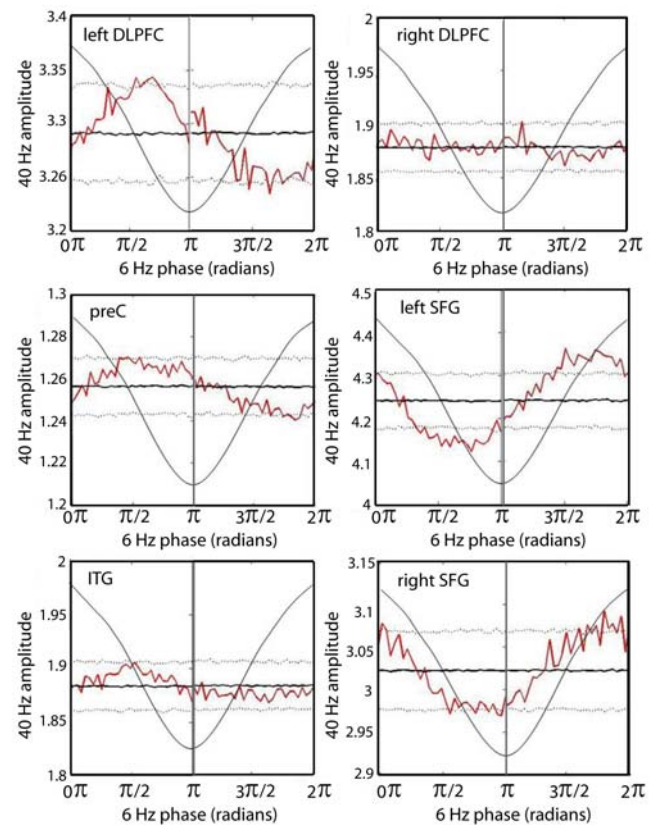 left DLPFC
40 Hz amplitude
3.4
3.35
3.3
3.26
3.2
0π π/2 π 3π/2 2π
6 Hz phase (radians)
right DLPFC
40 Hz amplitude
2
1.95
1.9
1.85
1.8
0π π/2 π 3π/2 2π
6 Hz phase (radians)
preC
40 Hz amplitude
1.3
1.28
1.26
1.24
1.22
1.2
0π π/2 π 3π/2 2π
6 Hz phase (radians)
left SFG
40 Hz amplitude
4.5
4.4
4.3
4.2
4.1
4
0π π/2 π 3π/2 2π
6 Hz phase (radians)
ITG
40 Hz amplitude
2
1.95
1.9
1.85
1.8
0π π/2 π 3π/2 2π
6 Hz phase (radians)
right SFG
40 Hz amplitude
3.15
3.1
3.05
3
2.95
2.9
0π π/2 π 3π/2 2π
6 Hz phase (radians)